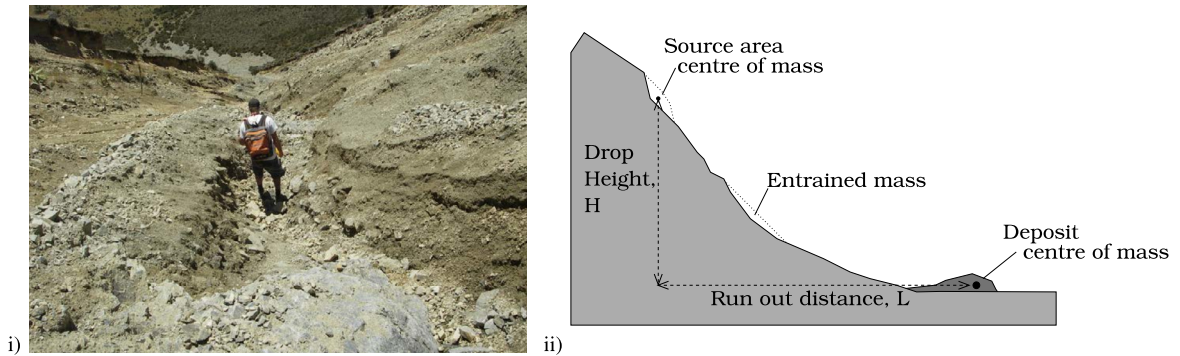 i)
ii)
Source area
centre of mass
Drop
Height,
H
Entrained mass
Deposit
centre of mass
Run out distance, L